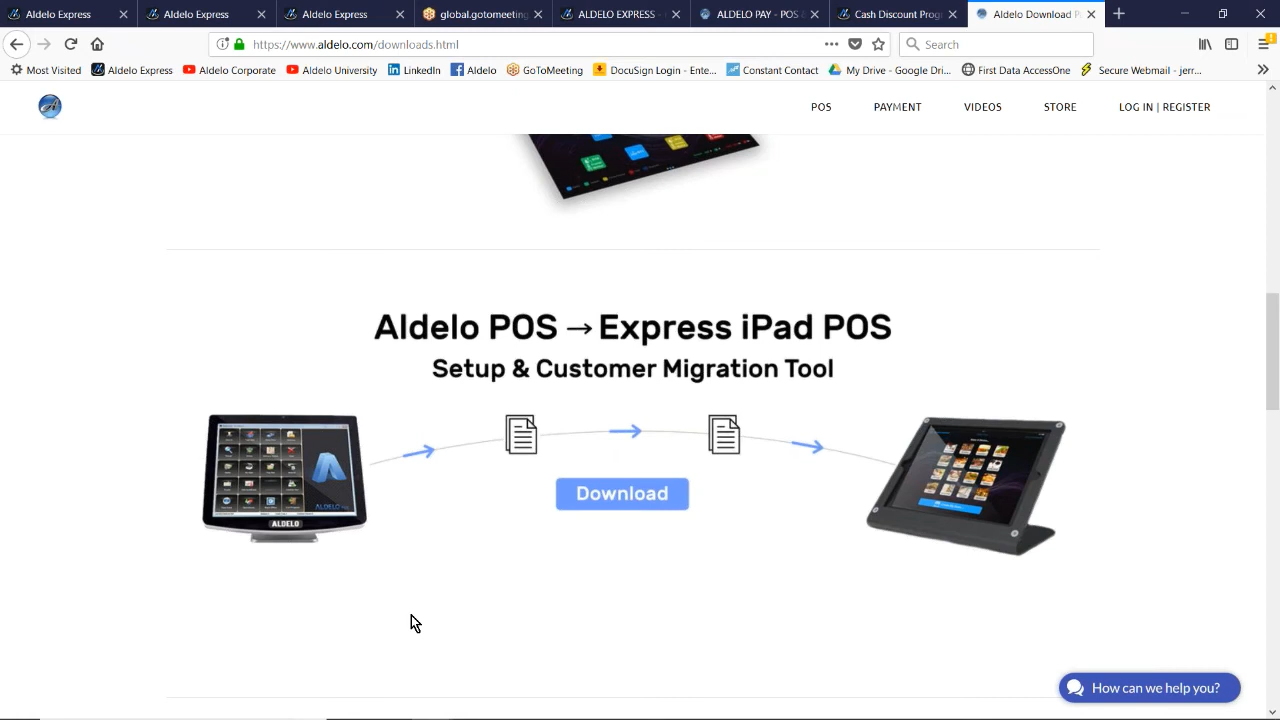 Aldelo Express
Aldelo Express
Aldelo Express
global.gotomeeting
ALDELO EXPRESS -
ALDELO PAY - POS &
Cash Discount Prog
Aldelo Download P
https://www.aldelo.com/downloads.html
Search
Most Visited
Aldelo Express
Aldelo Corporate
Aldelo University
LinkedIn
Aldelo
GoToMeeting
DocuSign Login - Ente...
Constant Contact
My Drive - Google Dri...
First Data AccessOne
Secure Webmail - jerr...
POS
PAYMENT
VIDEOS
STORE
LOG IN | REGISTER
Aldelo POS → Express iPad POS
Setup & Customer Migration Tool
Download
ALDELO
How can we help you?